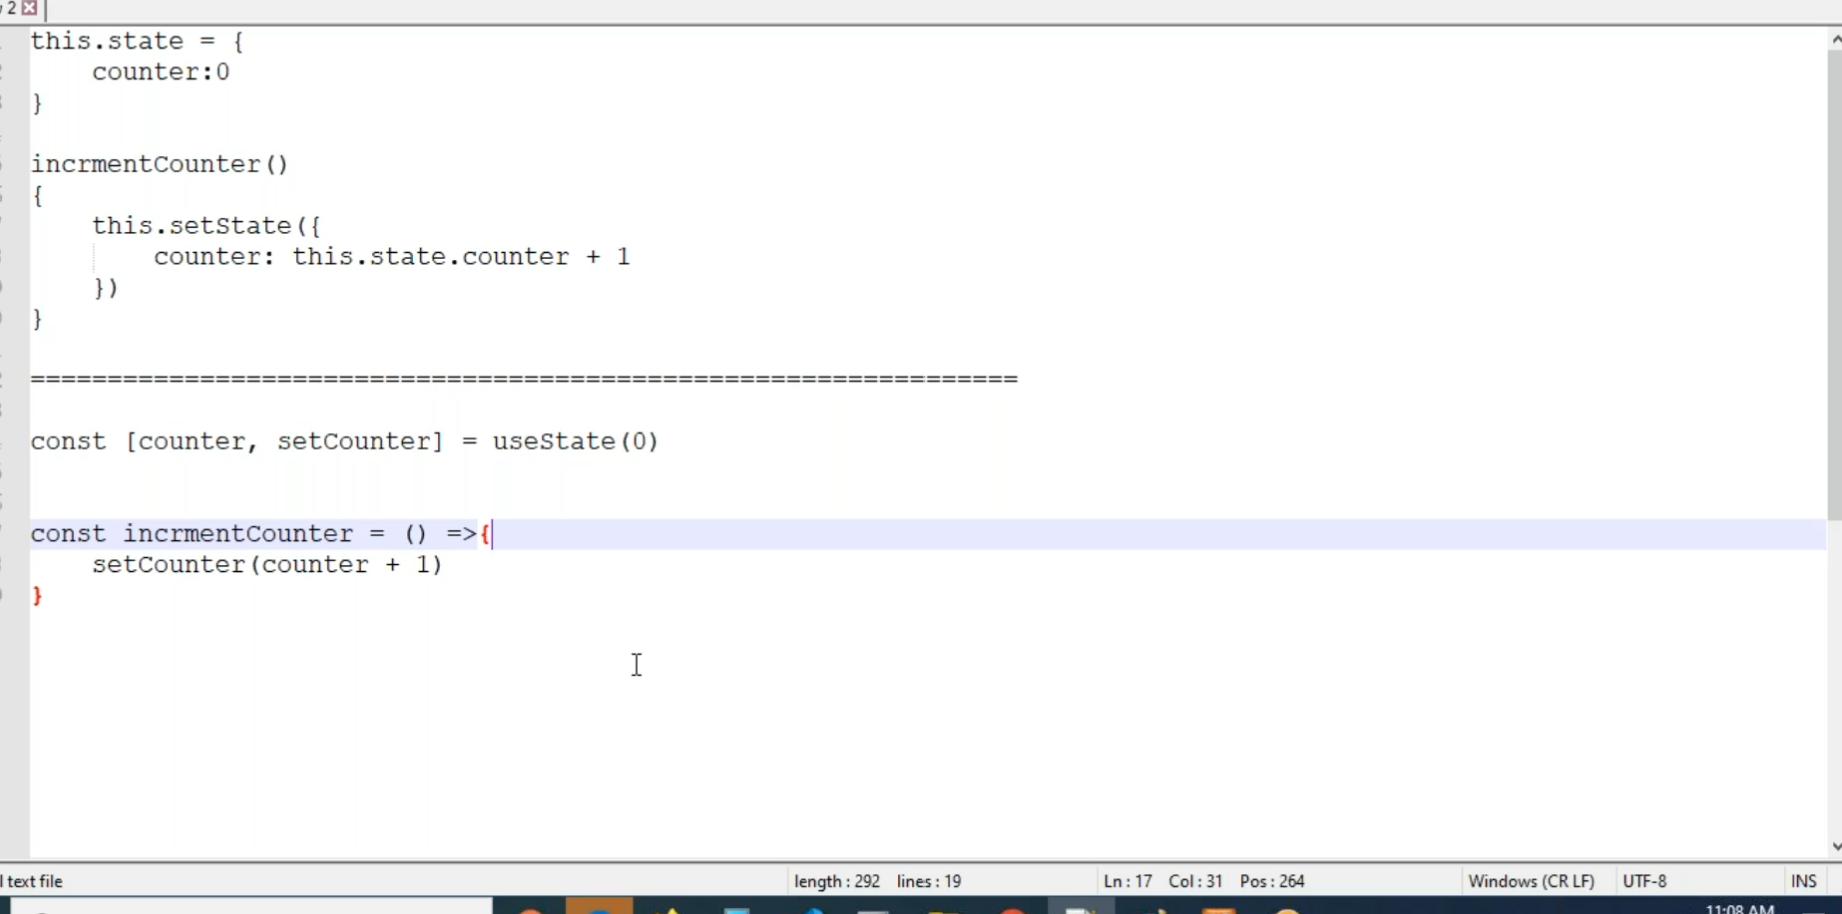 2
this.state = {
counter:0
}
incrmentCounter()
{
this.setState({
counter: this.state.counter + 1
})
}
================================================================
const [counter, setCounter] = useState(0)
const incrmentCounter = () =>{
setCounter(counter + 1)
}
text file length : 292 lines : 19 Ln : 17 Col : 31 Pos : 264 Windows (CR LF) UTF-8 INS
11:08 AM